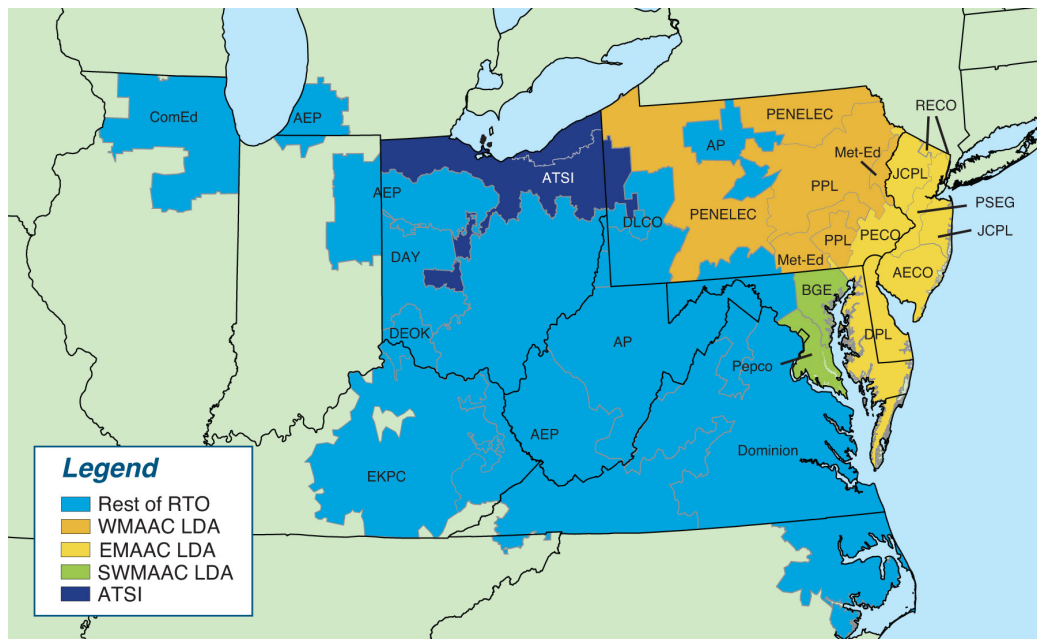 RECO
ComEd
AEP
PENELEC
AP
Met-Ed
JCPL
ATSI
AEP
PPL
PSEG
PENELEC
DLCO
JCPL
PPL
PECO
DAY
Met-Ed
AECO
BGE
DEOK
DPL
AP
Pepco
AEP
Dominion
EKPC
Legend
Rest of RTO
WMAAC LDA
EMAAC LDA
SWMAAC LDA
ATSI